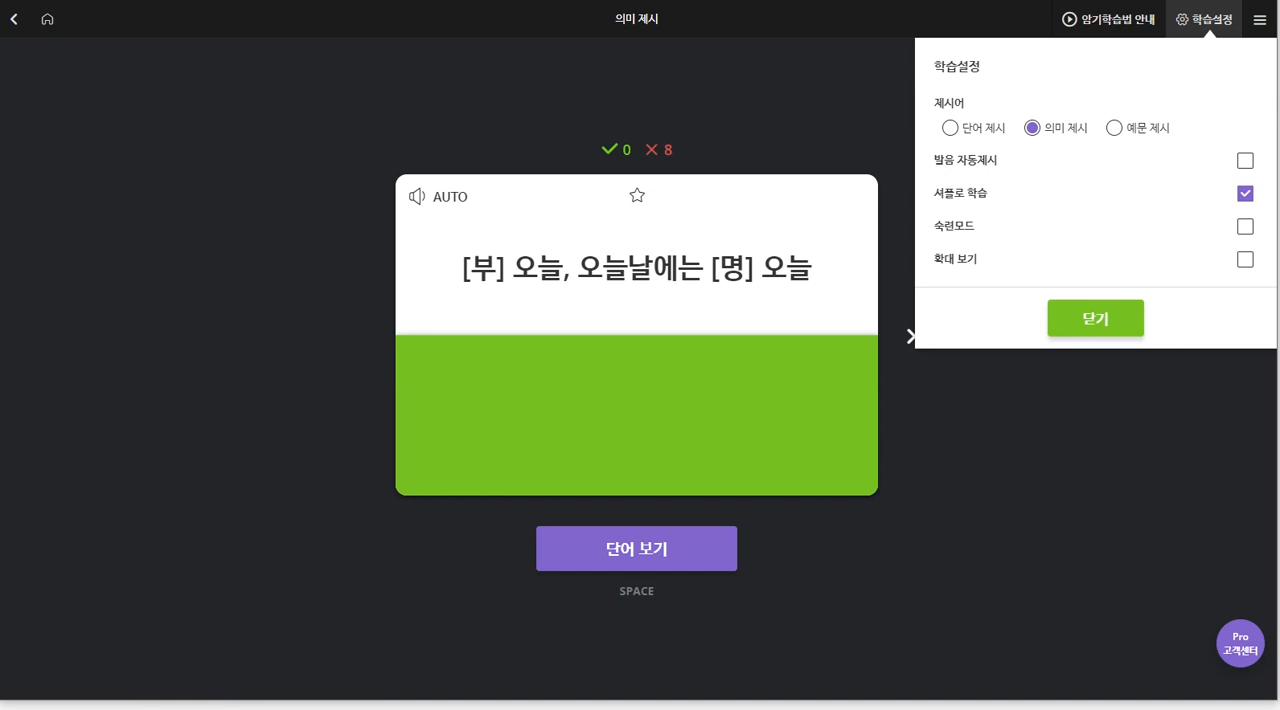 의미 제시
암기학습법 안내
학습설정
학습설정
제시어
단어 제시
의미 제시
예문 제시
발음 자동제시
셔플로 학습
숙련모드
확대 보기
닫기
0
8
AUTO
[부] 오늘, 오늘날에는 [명] 오늘
단어 보기
SPACE
Pro
고객센터